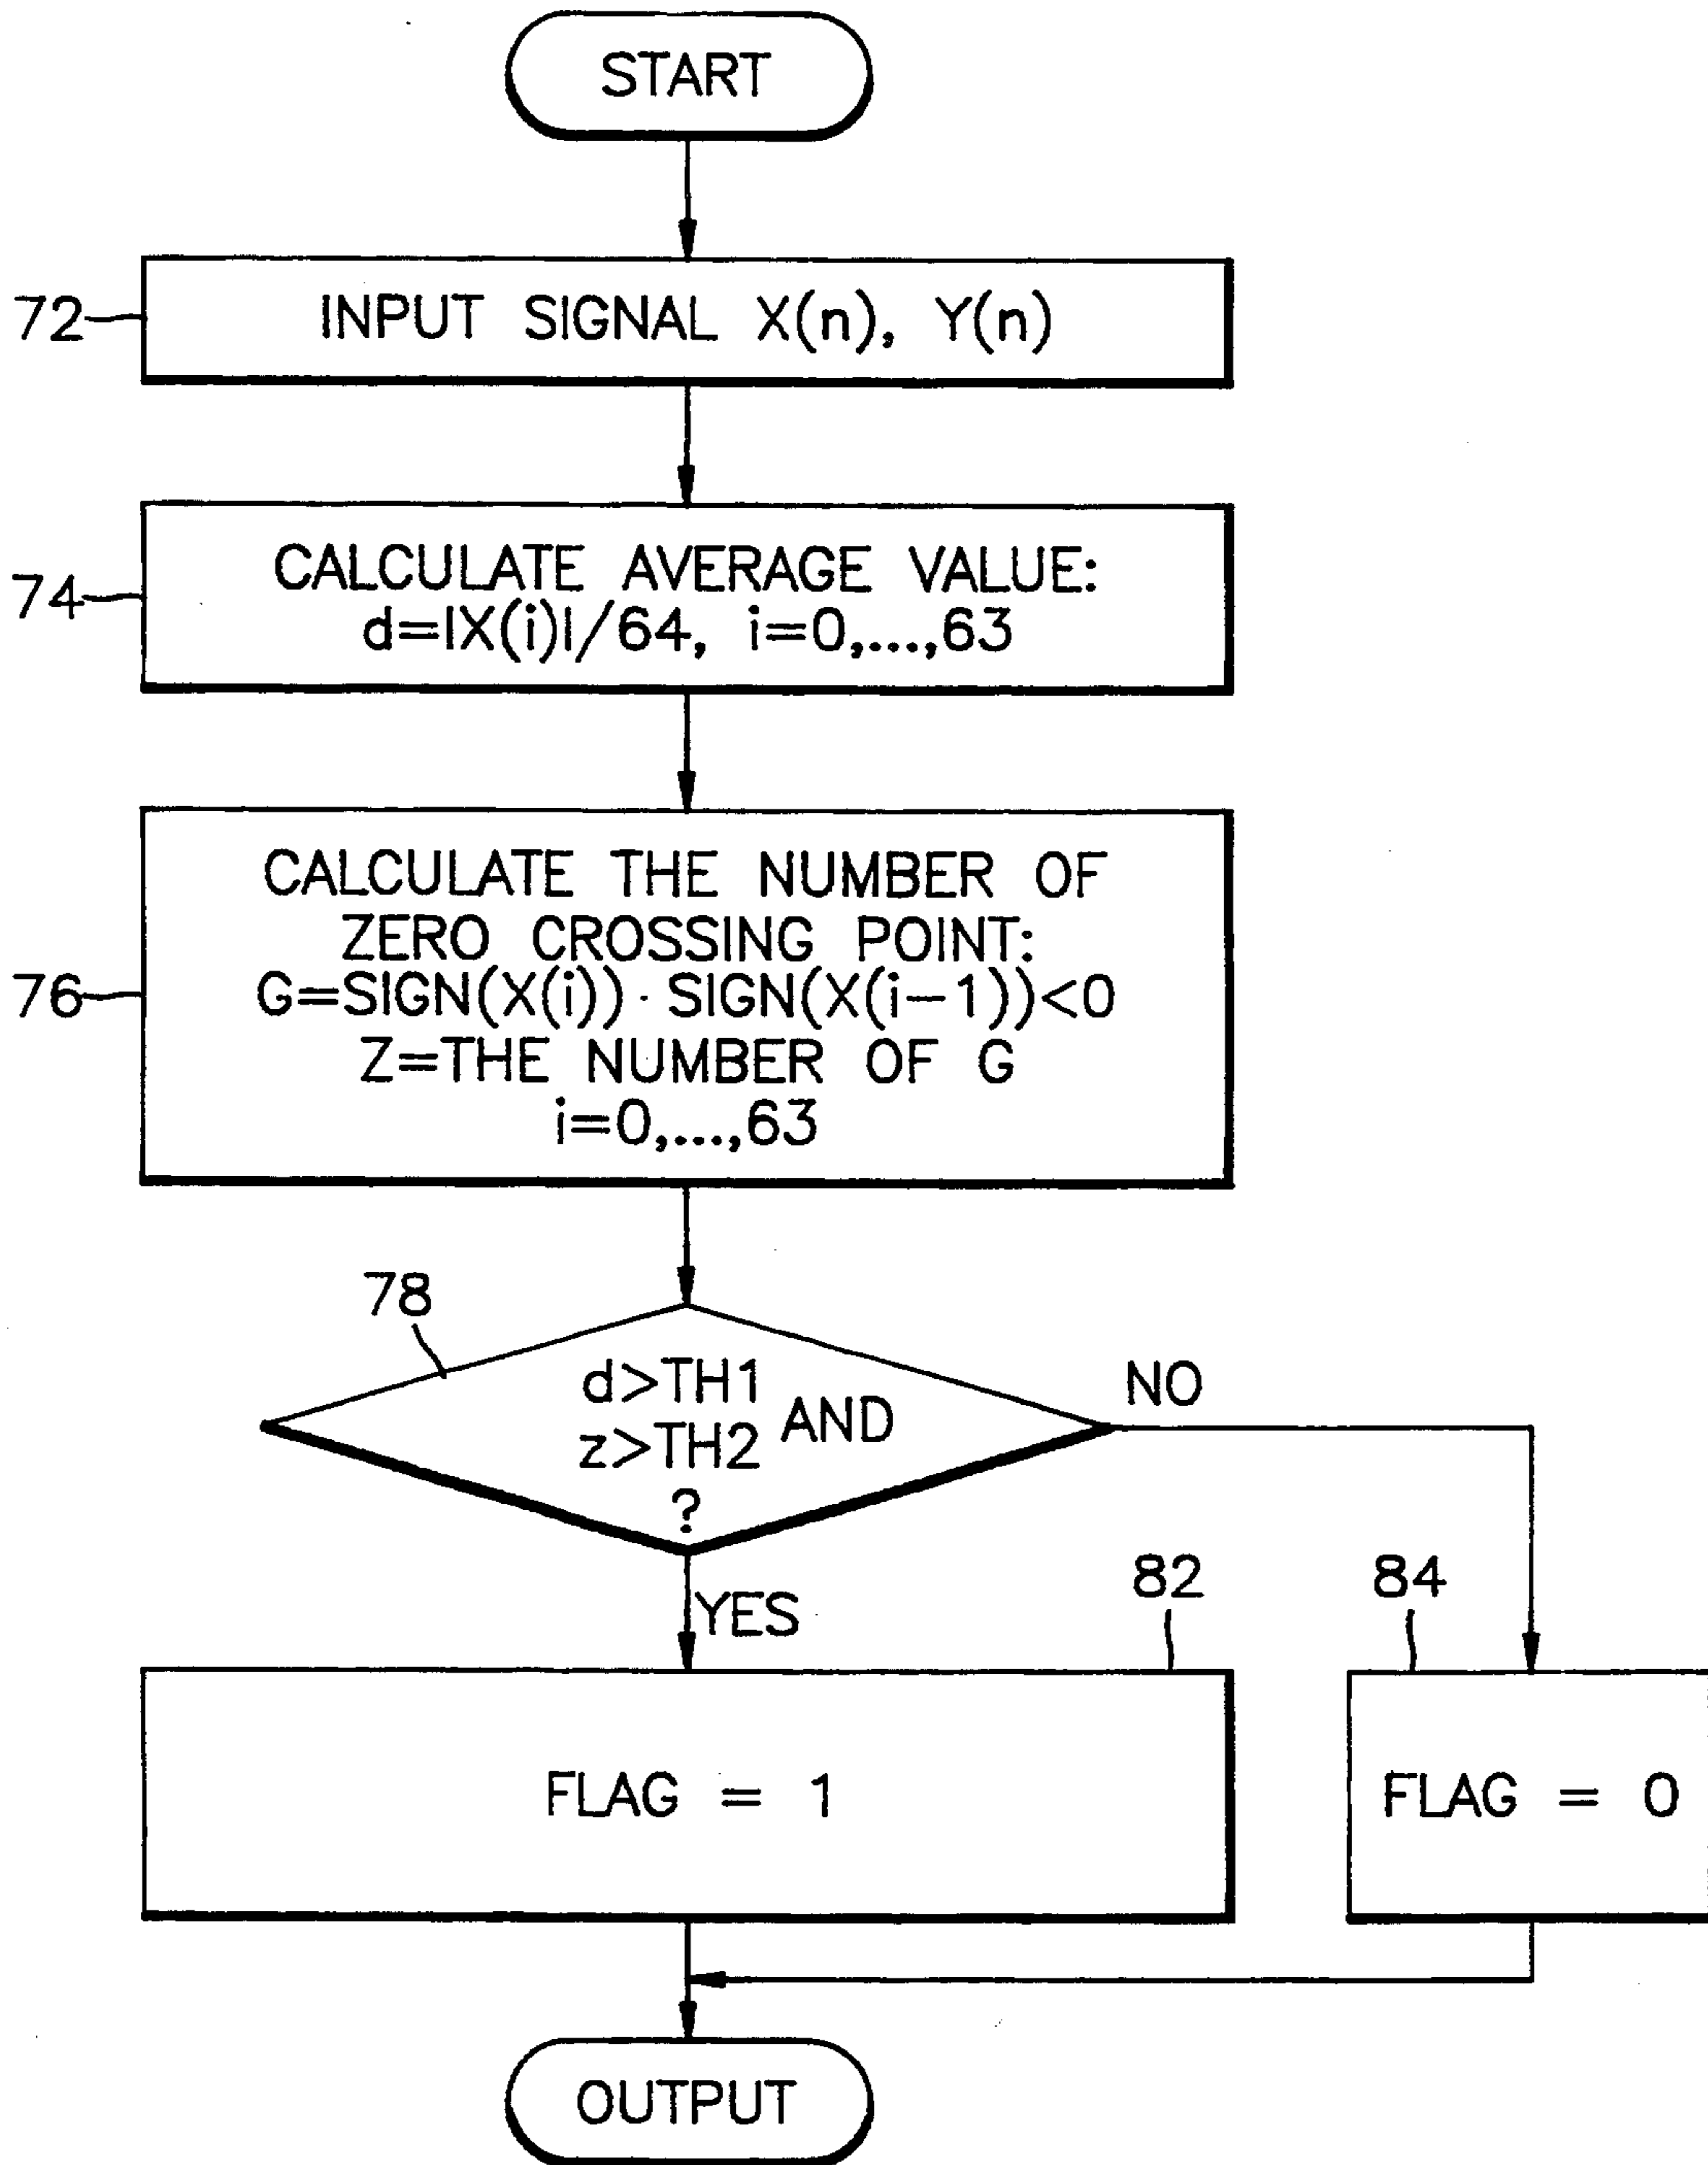 START
72
INPUT SIGNAL X(n), Y(n)
74
CALCULATE AVERAGE VALUE:
d=|X(i)|/64, i=0,...,63
76
CALCULATE THE NUMBER OF
ZERO CROSSING POINT:
G=SIGN(X(i))·SIGN(X(i-1))<0
Z=THE NUMBER OF G
i=0,...,63
78
d>TH1
AND
z>TH2
?
NO
YES
82
84
FLAG = 1
FLAG = 0
OUTPUT